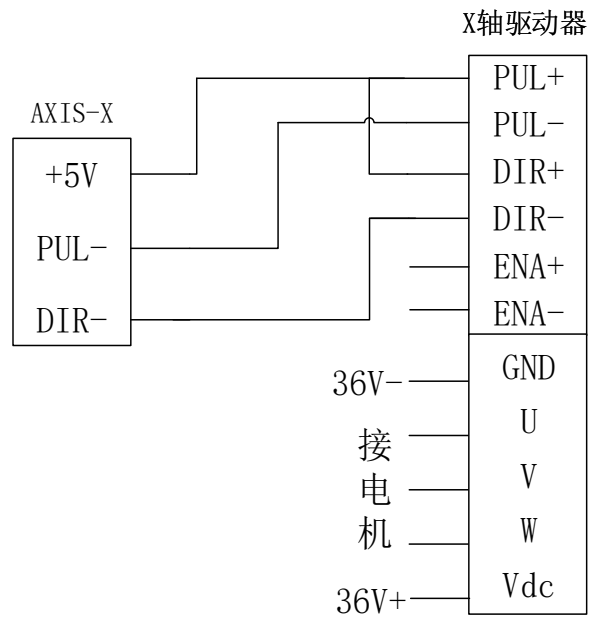 X轴驱动器
AXIS-X
+5V
PUL-
DIR-
PUL+
PUL-
DIR+
DIR-
ENA+
ENA-
GND
U
V
W
Vdc
36V-
接
电
机
36V+